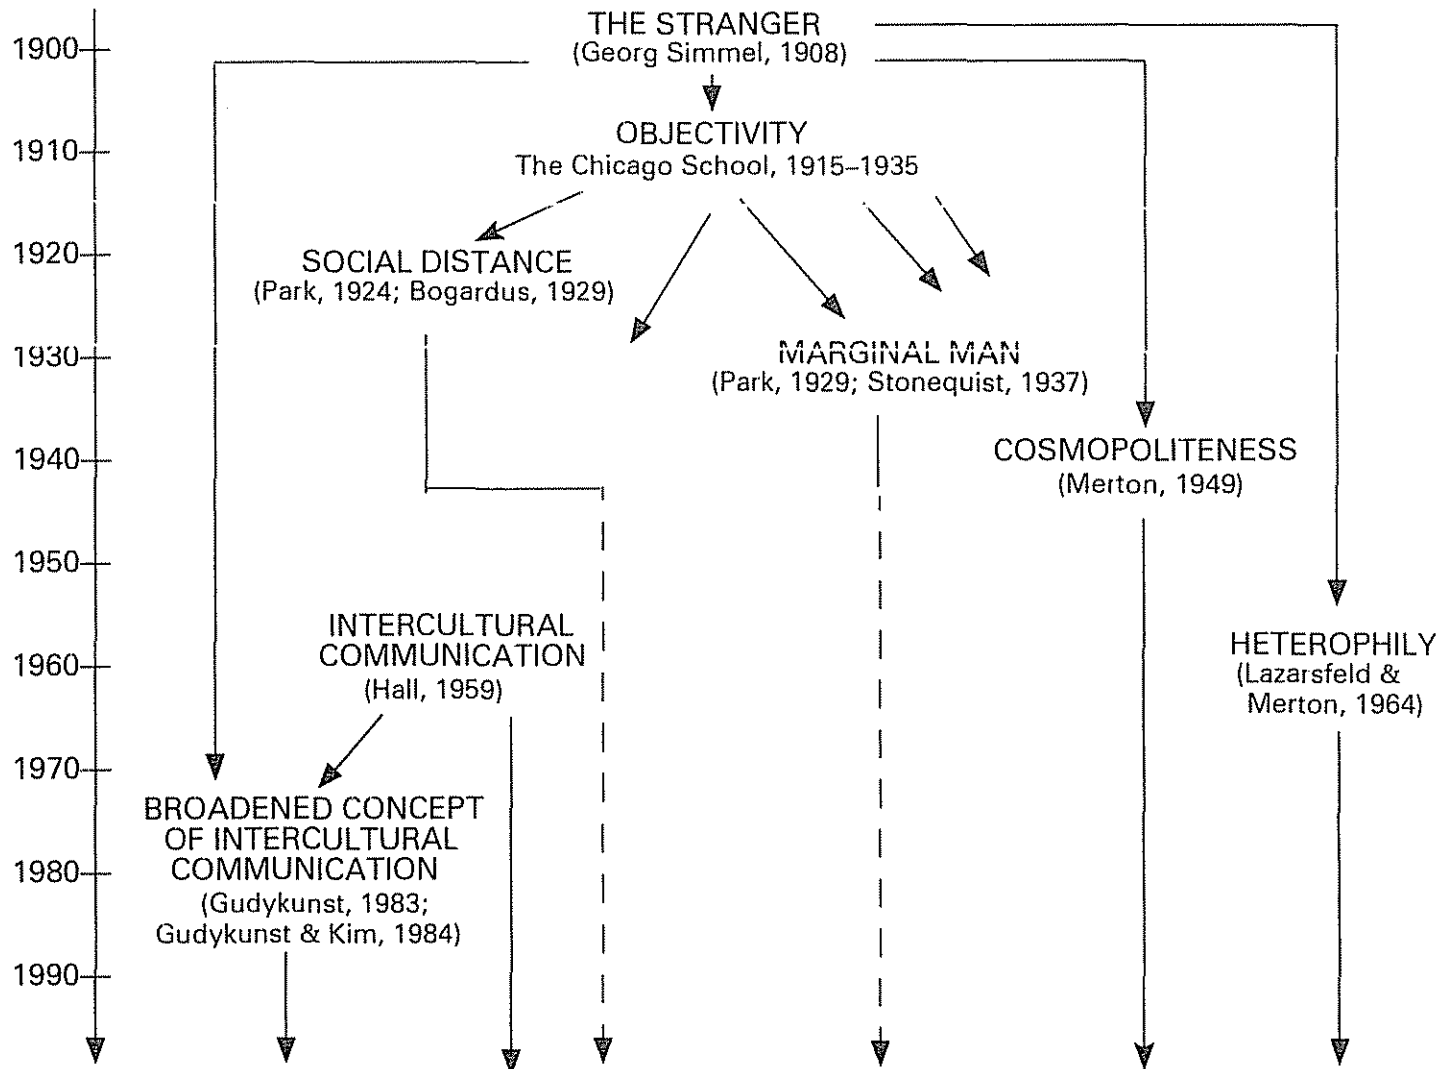 THE STRANGER
(Georg Simmel, 1908)
1900
OBJECTIVITY
The Chicago School, 1915–1935
1910
SOCIAL DISTANCE
(Park, 1924; Bogardus, 1929)
1920
MARGINAL MAN
(Park, 1929; Stonequist, 1937)
1930
COSMOPOLITENESS
(Merton, 1949)
1940
1950
INTERCULTURAL
COMMUNICATION
(Hall, 1959)
HETEROPHILY
(Lazarsfeld &
Merton, 1964)
1960
1970
BROADENED CONCEPT
OF INTERCULTURAL
COMMUNICATION
(Gudykunst, 1983;
Gudykunst & Kim, 1984)
1980
1990